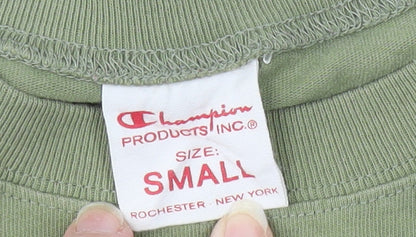 Champion
PRODUCTS INC.®
SIZE:
SMALL
ROCHESTER - NEW YORK